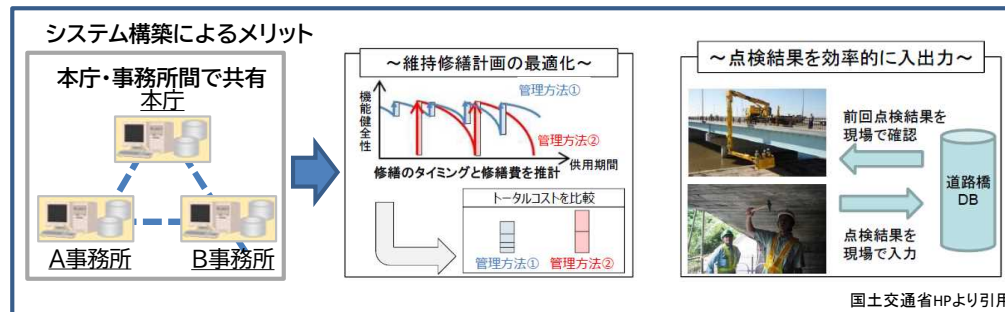 システム構築によるメリット
本庁・事務所間で共有
本庁
A事務所
B事務所
～維持修繕計画の最適化～
機能健全性
管理方法①
管理方法②
供用期間
修繕のタイミングと修繕費を推計
トータルコストを比較
管理方法①
管理方法②
～点検結果を効率的に入出力～
前回点検結果を
現場で確認
点検結果を
現場で入力
道路橋
DB
国土交通省HPより引用